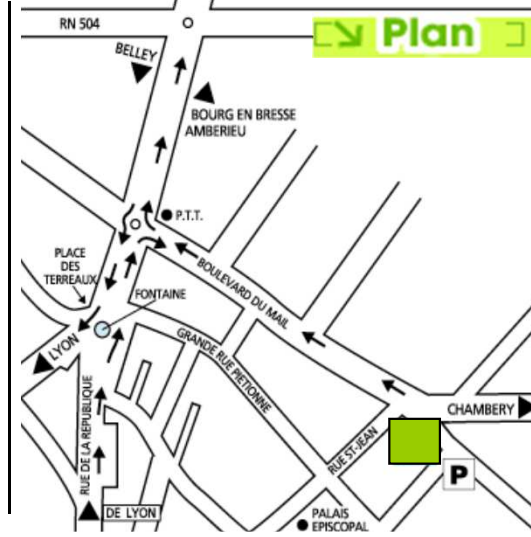 RN 504
Plan
BELLEY
BOURG EN BRESSE
AMBERIEU
P.T.T.
PLACE
DES
TERREAUX
BOULEVARD DU MAIL
FONTAINE
GRANDE RUE PIETIONNE
LYON
CHAMBERY
RUE DE LA REPUBLIQUE
RUE ST-JEAN
P
DE LYON
PALAIS
EPISCOPAL